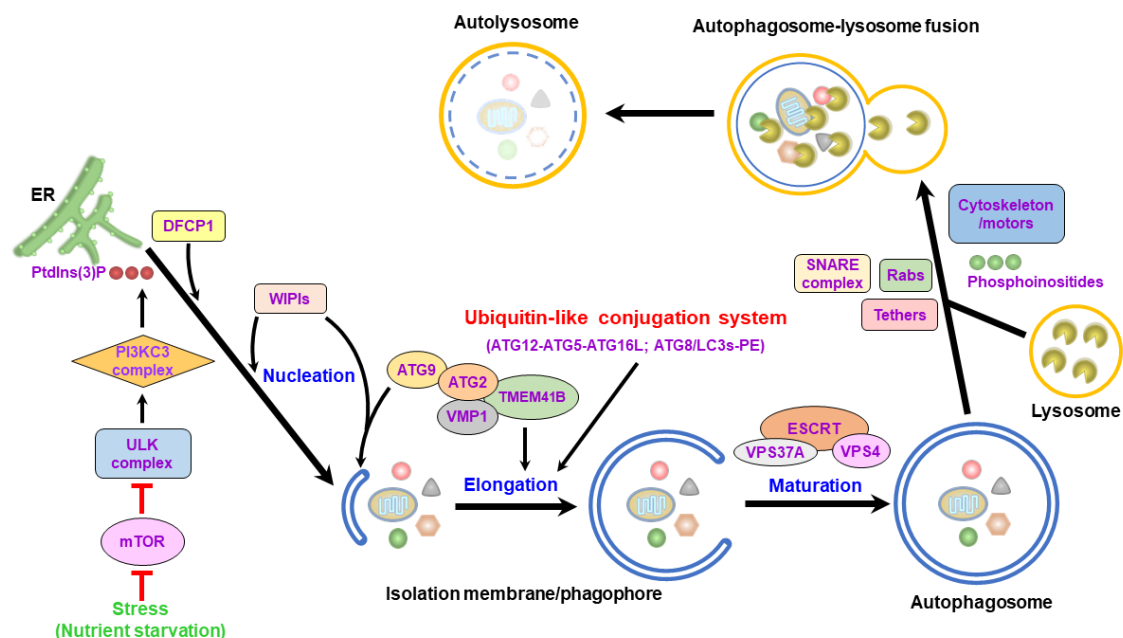 Autolysosome
Autophagosome-lysosome fusion
ER
DFCP1
PtdIns(3)P
WIPIs
Cytoskeleton
/motors
SNARE
complex
Rabs
Phosphoinositides
Tethers
Ubiquitin-like conjugation system
(ATG12-ATG5-ATG16L; ATG8/LC3s-PE)
PI3KC3
complex
Nucleation
ATG9
ATG2
TMEM41B
VMP1
Lysosome
ULK
complex
ESCRT
VPS37A
VPS4
Elongation
Maturation
mTOR
Isolation membrane/phagophore
Autophagosome
Stress
(Nutrient starvation)